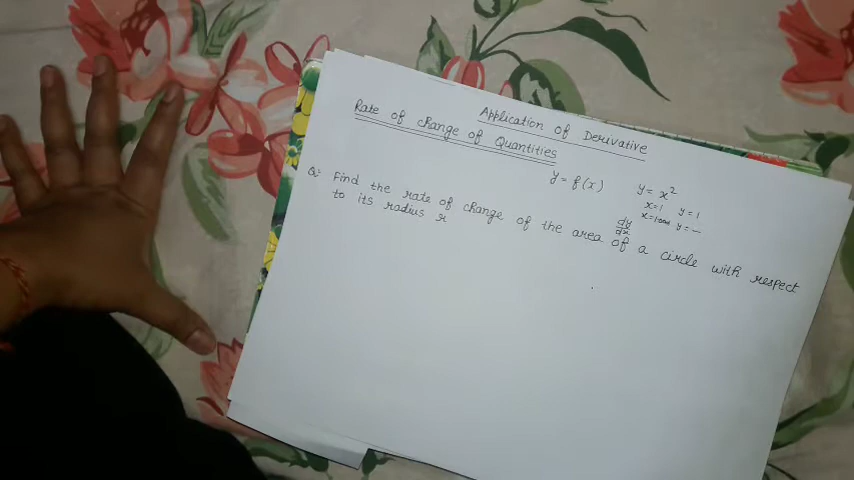 Application of Derivative
Rate of change of Quantities
y = f(x)
y = x²
x=1 y = 1
x=1000 y = —
dy/dx
Q: Find the rate of change of the area of a circle with respect
to its radius r